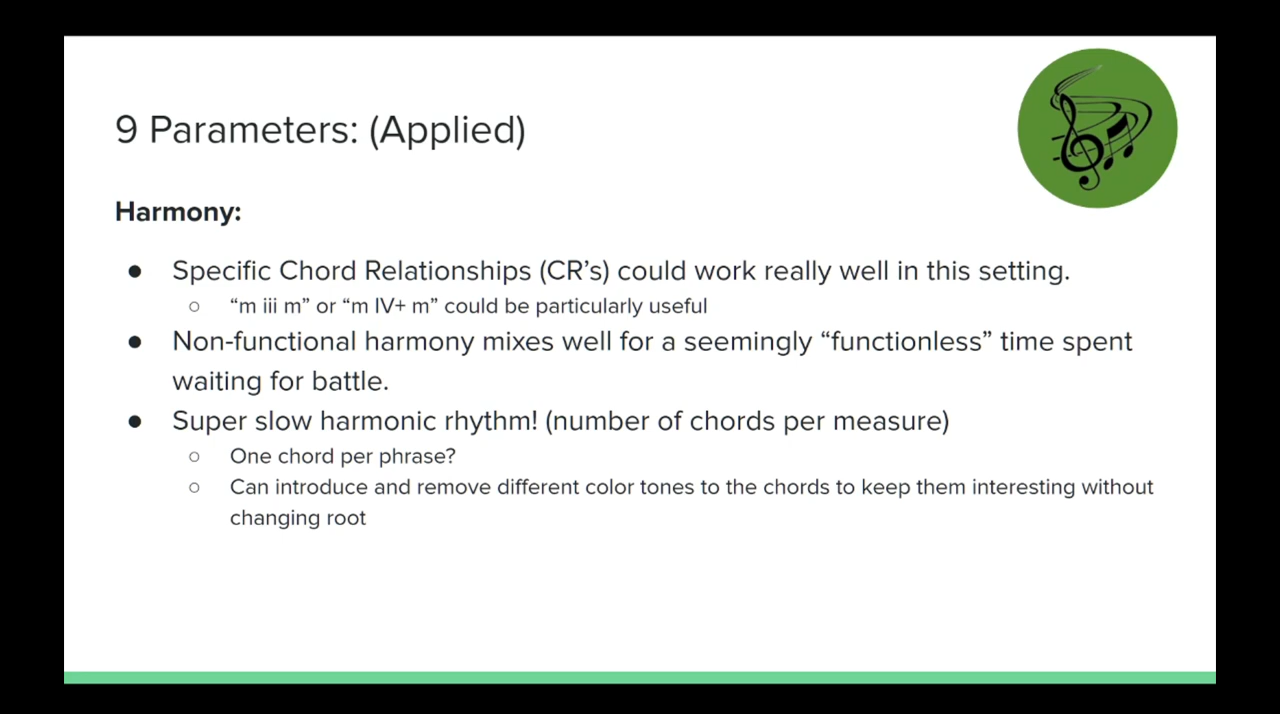 9 Parameters: (Applied)
Harmony:
● Specific Chord Relationships (CR's) could work really well in this setting.
○ “m iii m” or “m IV+ m” could be particularly useful
● Non-functional harmony mixes well for a seemingly “functionless” time spent
waiting for battle.
● Super slow harmonic rhythm! (number of chords per measure)
○ One chord per phrase?
○ Can introduce and remove different color tones to the chords to keep them interesting without
changing root